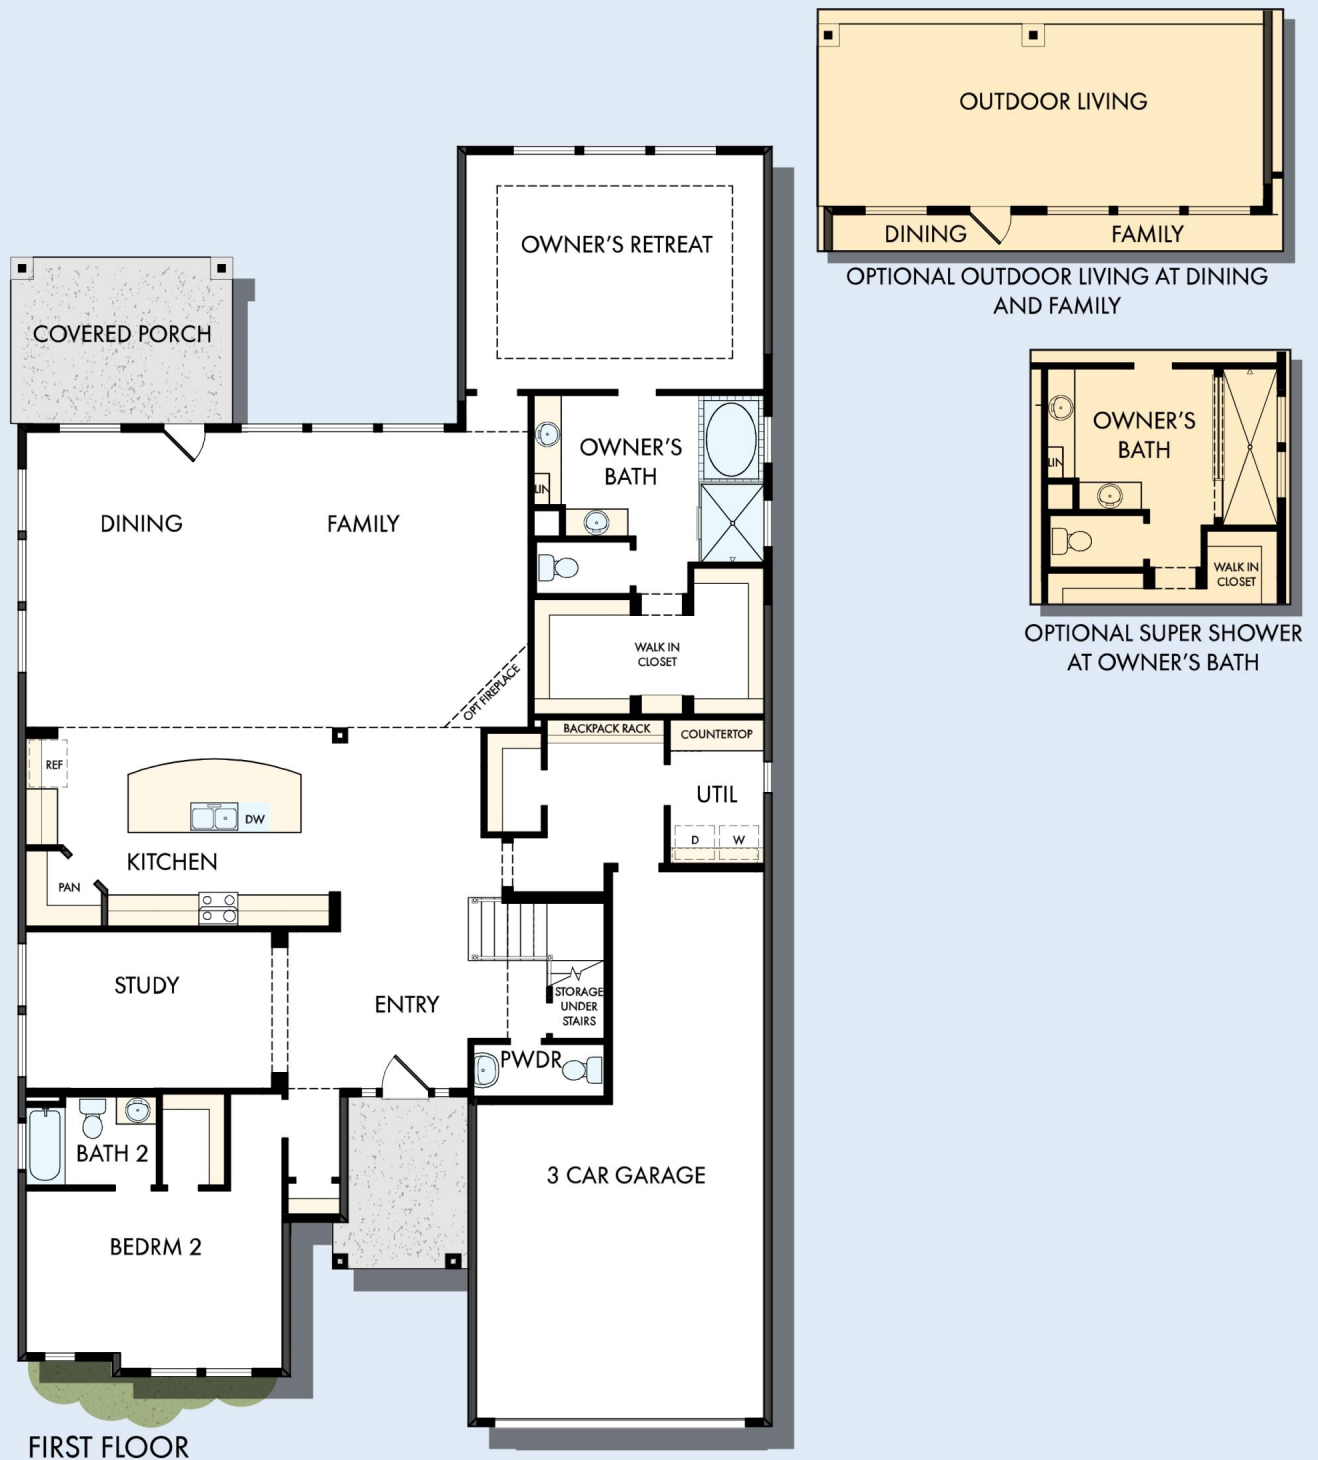 OUTDOOR LIVING
DINING
FAMILY
OPTIONAL OUTDOOR LIVING AT DINING
AND FAMILY
OWNER'S RETREAT
COVERED PORCH
OWNER'S
BATH
LIN
DINING
FAMILY
WALK IN
CLOSET
OPT FIREPLACE
OWNER'S
BATH
LIN
WALK IN
CLOSET
OPTIONAL SUPER SHOWER
AT OWNER'S BATH
BACKPACK RACK
COUNTERTOP
REF
UTIL
DW
D
W
KITCHEN
PAN
STUDY
ENTRY
STORAGE
UNDER
STAIRS
PWDR
BATH 2
3 CAR GARAGE
BEDRM 2
FIRST FLOOR